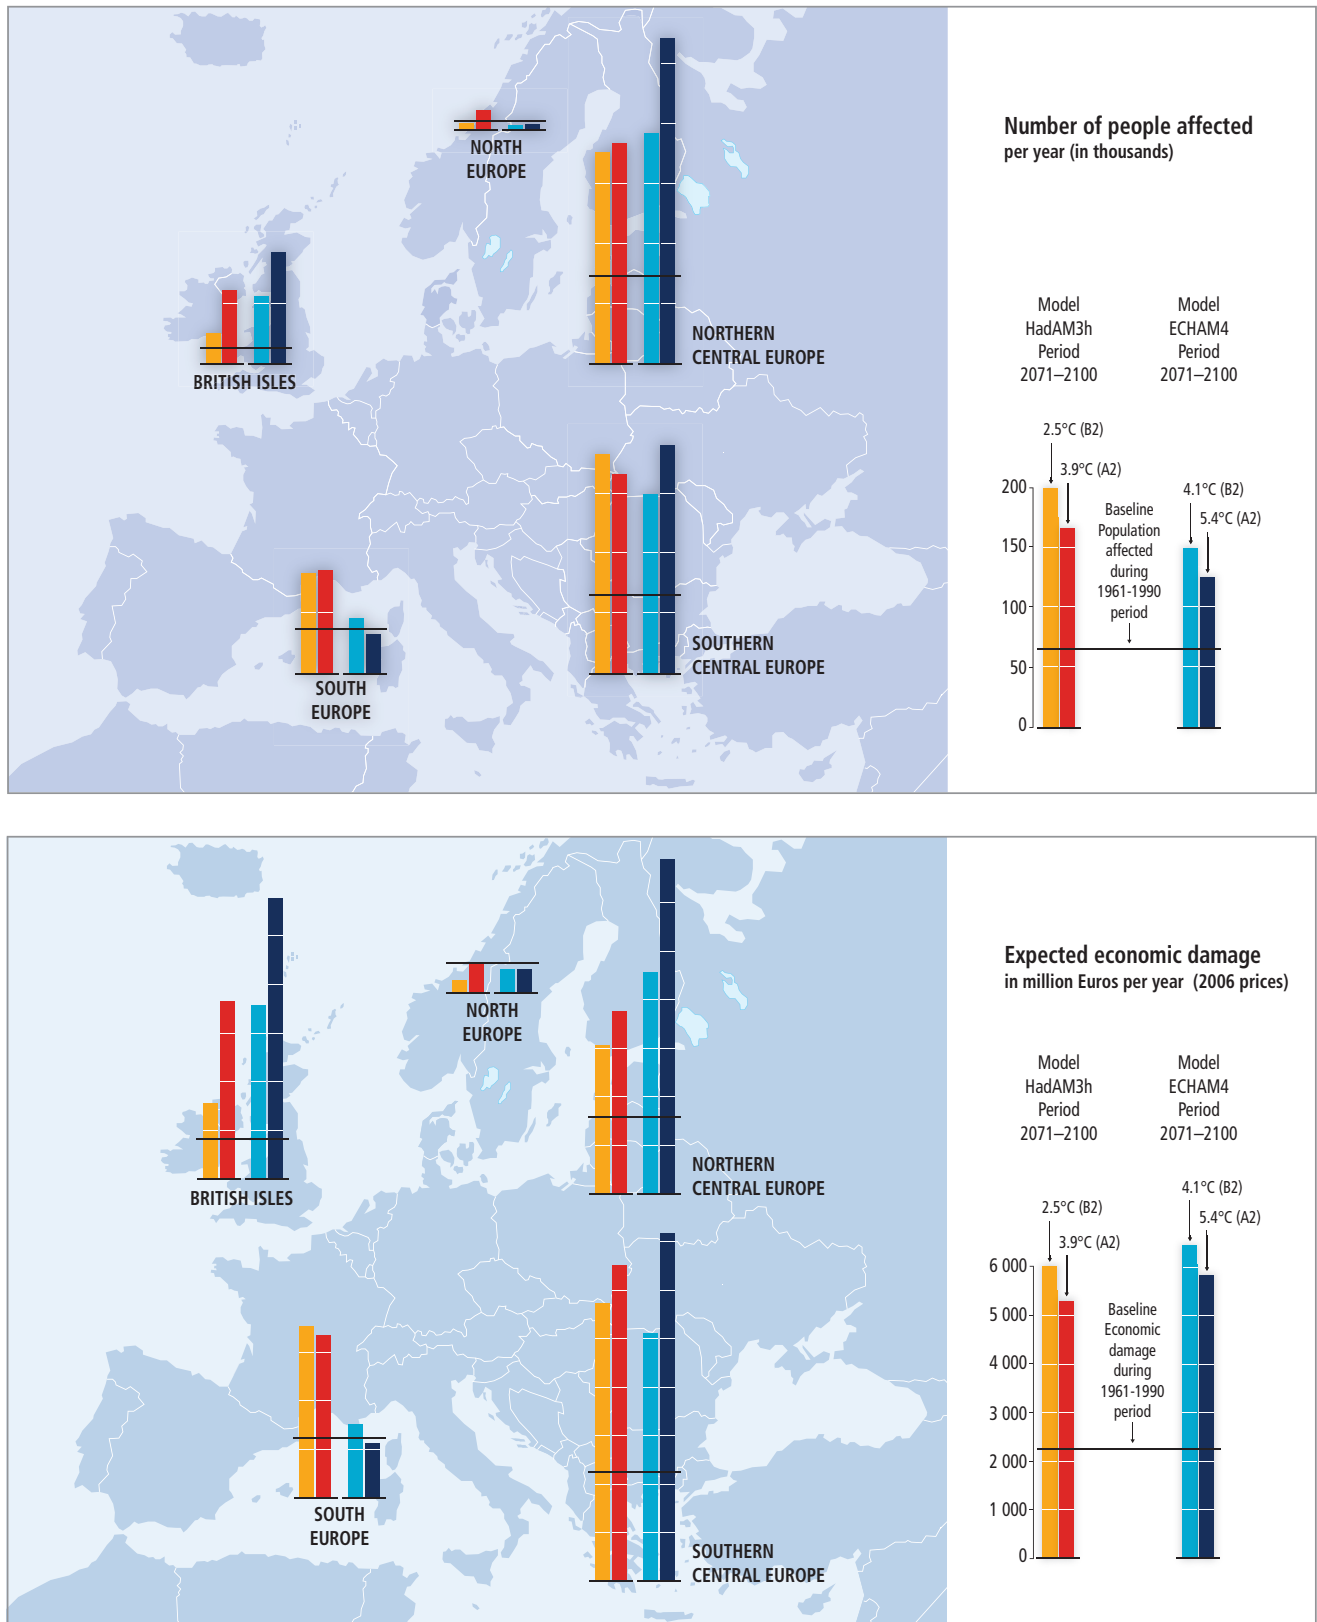 NORTH
EUROPE
BRITISH ISLES
NORTHERN
CENTRAL EUROPE
SOUTHERN
CENTRAL EUROPE
SOUTH
EUROPE
Number of people affected
per year (in thousands)
Model
HadAM3h
Period
2071–2100
Model
ECHAM4
Period
2071–2100
2.5°C (B2)
3.9°C (A2)
4.1°C (B2)
5.4°C (A2)
200
150
100
50
0
Baseline
Population
affected
during
1961-1990
period
NORTH
EUROPE
BRITISH ISLES
NORTHERN
CENTRAL EUROPE
SOUTH
EUROPE
SOUTHERN
CENTRAL EUROPE
Expected economic damage
in million Euros per year (2006 prices)
Model
HadAM3h
Period
2071–2100
Model
ECHAM4
Period
2071–2100
2.5°C (B2)
3.9°C (A2)
4.1°C (B2)
5.4°C (A2)
6 000
5 000
4 000
3 000
2 000
1 000
0
Baseline
Economic
damage
during
1961-1990
period